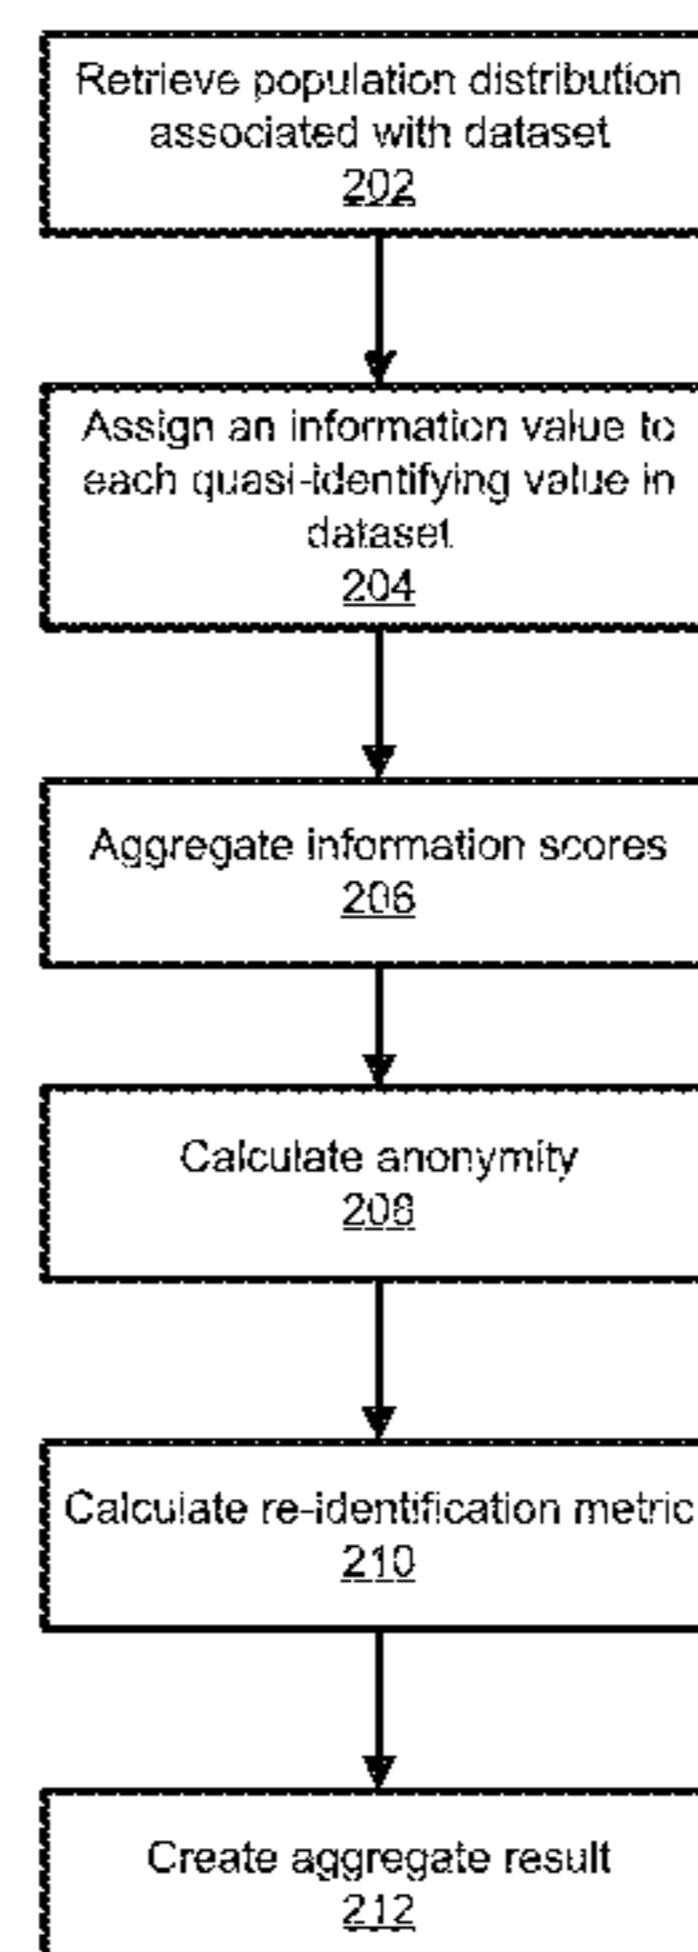 Retrieve population distribution
associated with dataset
202
Assign an information value to
each quasi-identifying value in
dataset
204
Aggregate information scores
206
Calculate anonymity
208
Calculate re-identification metric
210
Create aggregate result
212